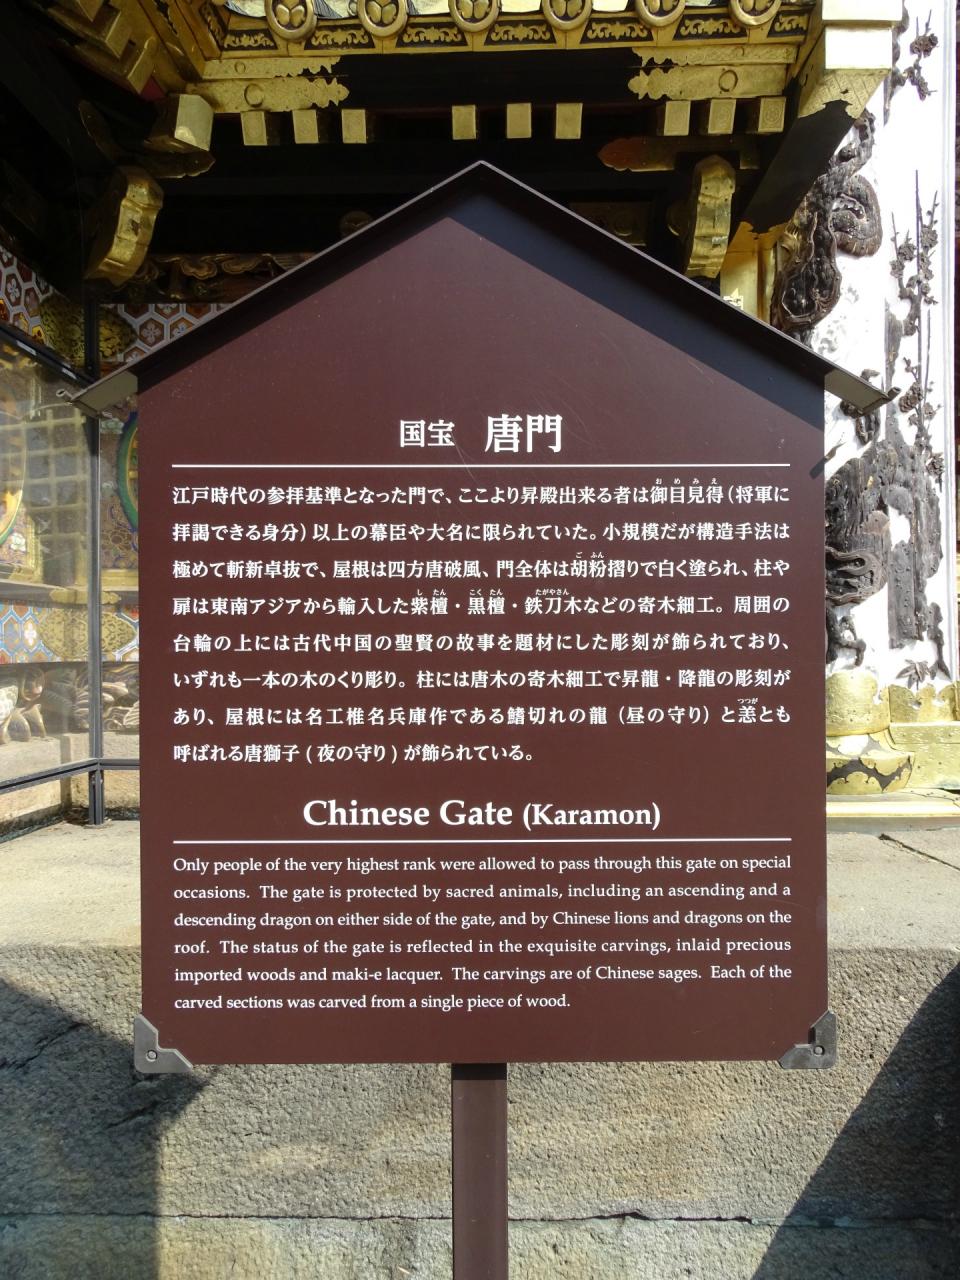 国宝 唐門
江戸時代の参拝基準となった門で、ここより昇殿出来る者は御目見得(将軍に
拝謁できる身分)以上の幕臣や大名に限られていた。小規模だが構造手法は
極めて斬新卓抜で、屋根は四方唐破風、門全体は胡粉摺りで白く塗られ、柱や
扉は東南アジアから輸入した紫檀・黒檀・鉄刀木などの寄木細工。周囲の
台輪の上には古代中国の聖賢の故事を題材にした彫刻が飾られており、
いずれも一本の木のくり彫り。柱には唐木の寄木細工で昇龍・降龍の彫刻が
あり、屋根には名工椎名兵庫作である鰭切れの龍(昼の守り)と恙とも
呼ばれる唐獅子(夜の守り)が飾られている。
Chinese Gate (Karamon)
Only people of the very highest rank were allowed to pass through this gate on special
occasions. The gate is protected by sacred animals, including an ascending and a
descending dragon on either side of the gate, and by Chinese lions and dragons on the
roof. The status of the gate is reflected in the exquisite carvings, inlaid precious
imported woods and maki-e lacquer. The carvings are of Chinese sages. Each of the
carved sections was carved from a single piece of wood.